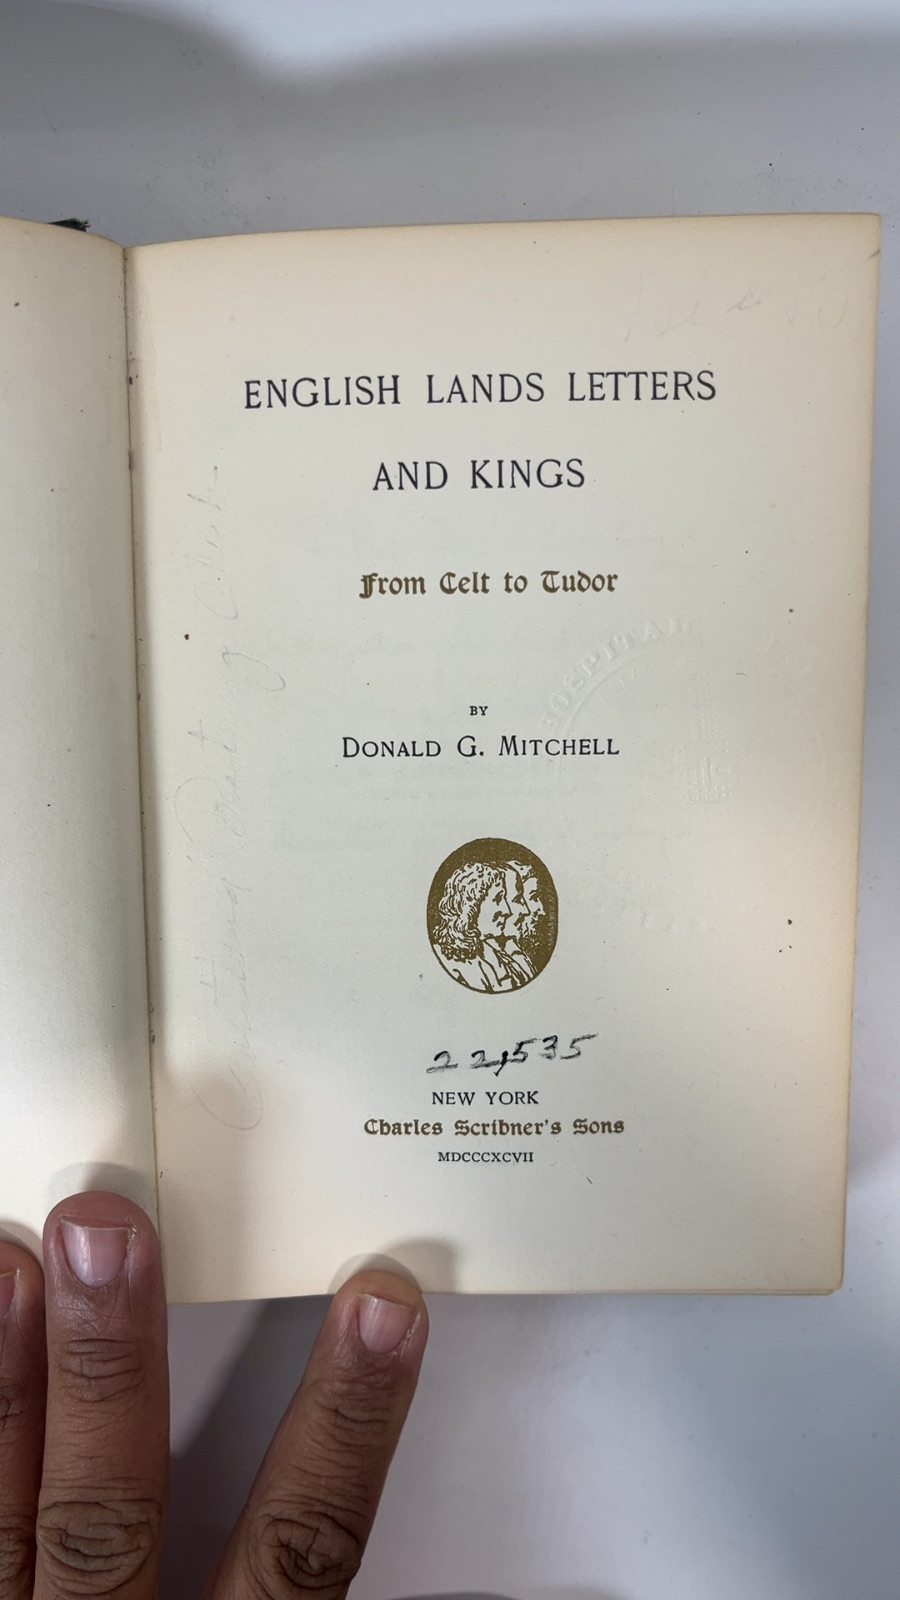 ENGLISH LANDS LETTERS
AND KINGS
From Celt to Tudor
HOSPITAL
BY
DONALD G. MITCHELL
22,535
NEW YORK
Charles Scribner's Sons
MDCCCXCVII